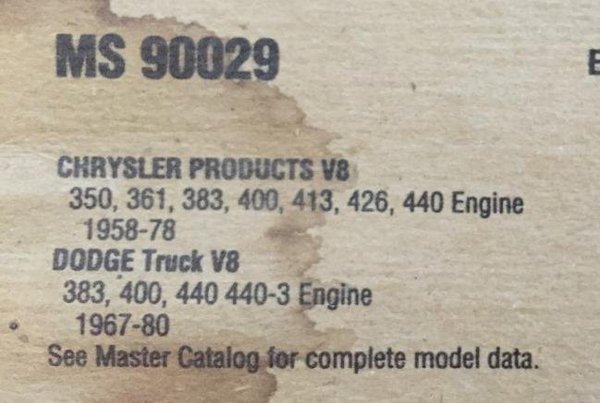 MS 90029
CHRYSLER PRODUCTS V8
350, 361, 383, 400, 413, 426, 440 Engine
1958-78
DODGE Truck V8
383, 400, 440 440-3 Engine
1967-80
See Master Catalog for complete model data.